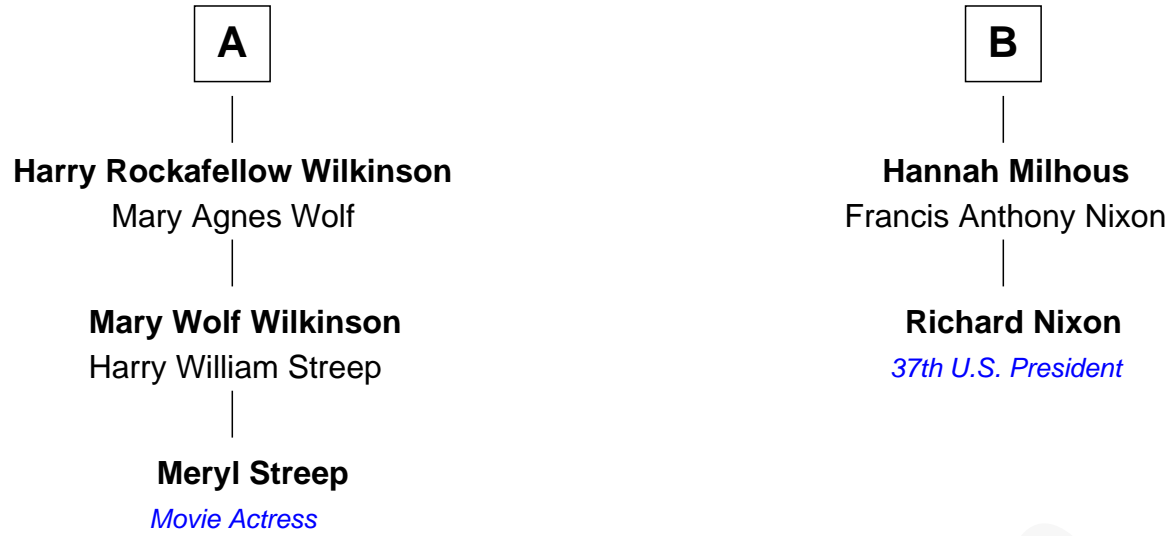 A
Harry Rockafellow Wilkinson
Mary Agnes Wolf
Mary Wolf Wilkinson
Harry William Streep
Meryl Streep
Movie Actress
B
Hannah Milhous
Francis Anthony Nixon
Richard Nixon
37th U.S. President